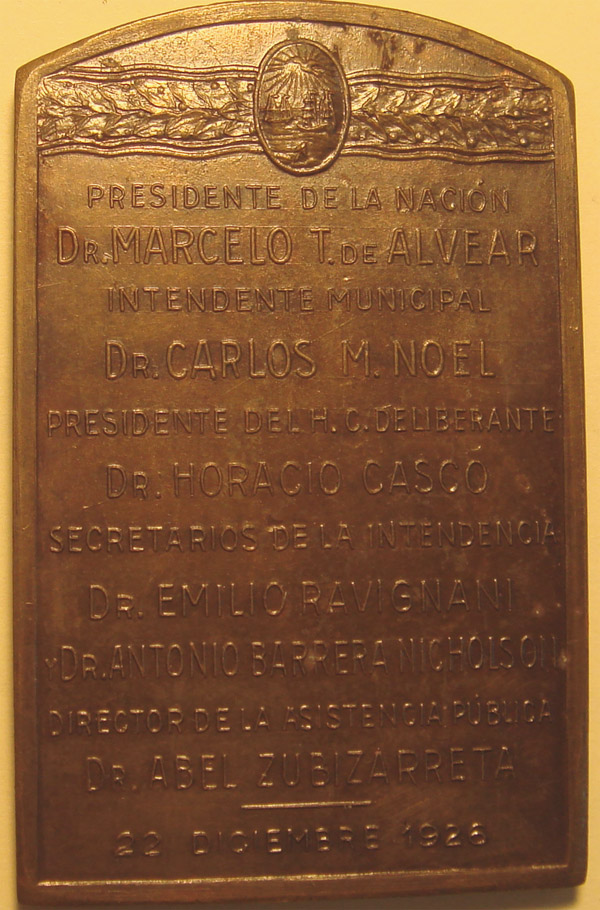 PRESIDENTE DE LA NACIÓN
DR. MARCELO T. DE ALVEAR
INTENDENTE MUNICIPAL
DR. CARLOS M. NOEL
PRESIDENTE DEL H. C. DELIBERANTE
DR. HORACIO CASCO
SECRETARIOS DE LA INTENDENCIA
DR. EMILIO RAVIGNANI
Y DR. ANTONIO BARRERA NICHOLSON
DIRECTOR DE LA ASISTENCIA PÚBLICA
DR. ABEL ZUBIZARRETA
22 DICIEMBRE 1926